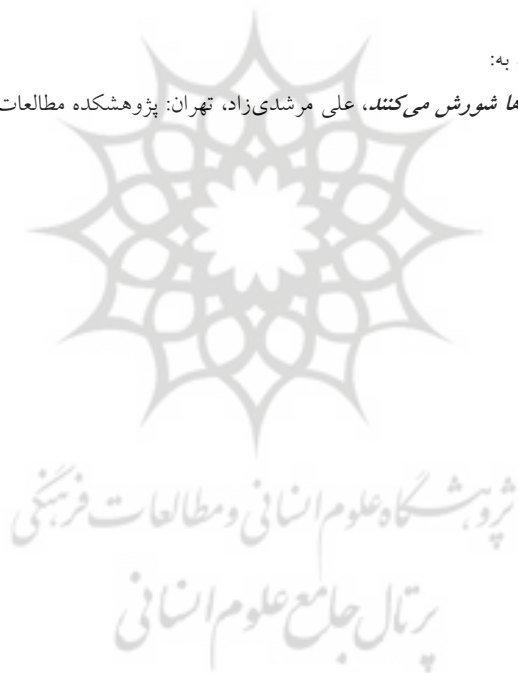 به:
ها شورش می‌کنند، علی مرشدی‌زاد، تهران: پژوهشکده مطالعات
پژوهشگاه علوم انسانی و مطالعات فرهنگی
پرتال جامع علوم انسانی